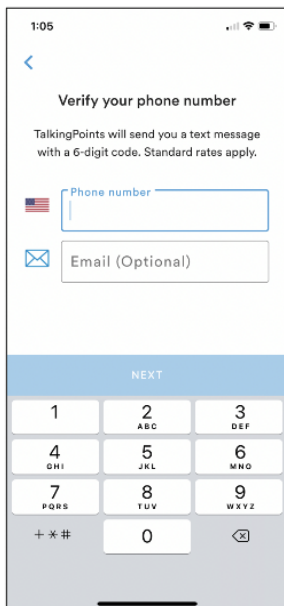 1:05
Verify your phone number
TalkingPoints will send you a text message
with a 6-digit code. Standard rates apply.
Phone number
Email (Optional)
NEXT
1 2 3
ABC DEF
4 5 6
GHI JKL MNO
7 8 9
PQRS TUV WXYZ
+*# 0